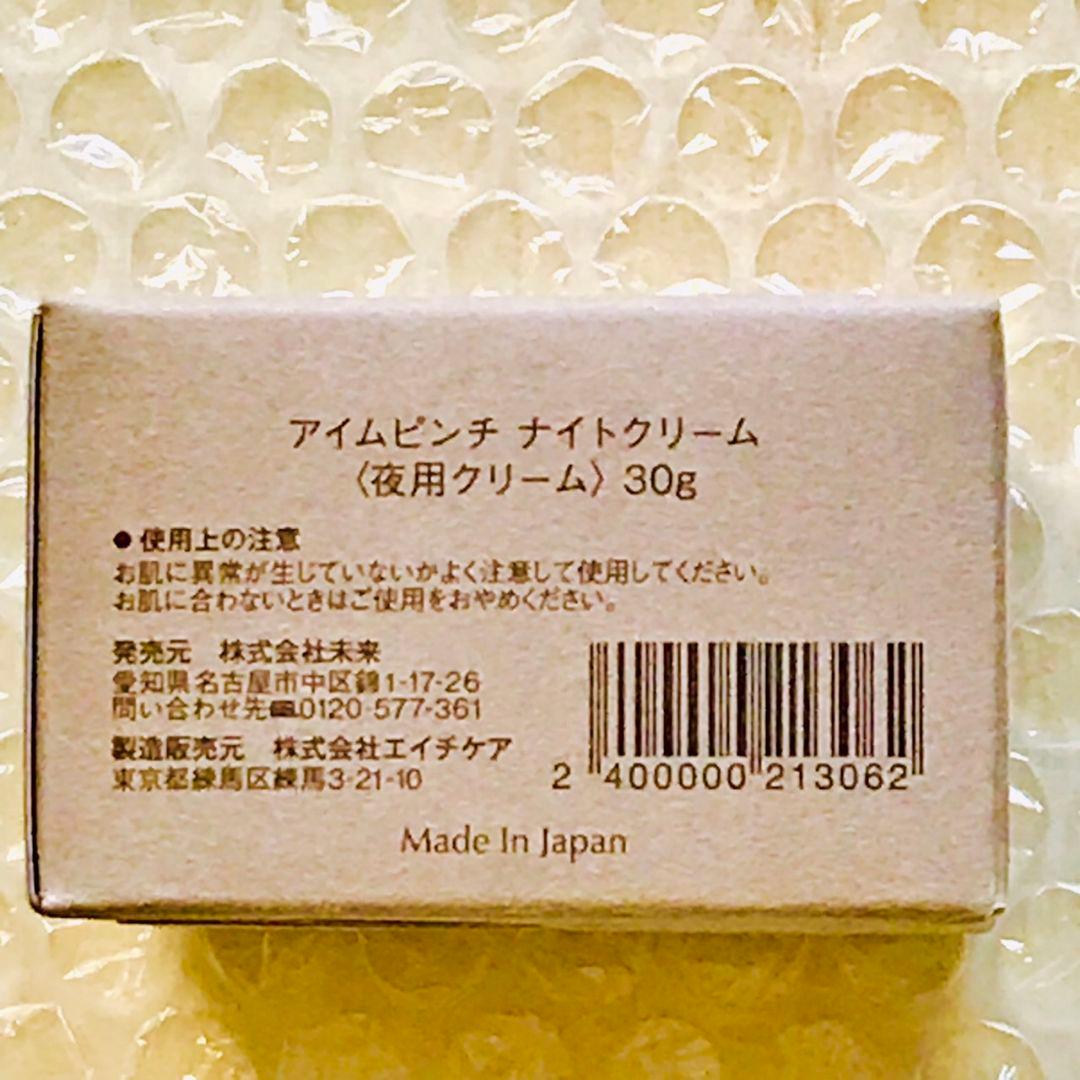 アイムピンチ ナイトクリーム
〈夜用クリーム〉30g
●使用上の注意
お肌に異常が生じていないかよく注意して使用してください。
お肌に合わないときはご使用をおやめください。
発売元 株式会社未来
愛知県名古屋市中区錦1-17-26
問い合わせ先 0120-577-361
製造販売元 株式会社エイチケア
東京都練馬区練馬3-21-10
2 400000 213062
Made In Japan